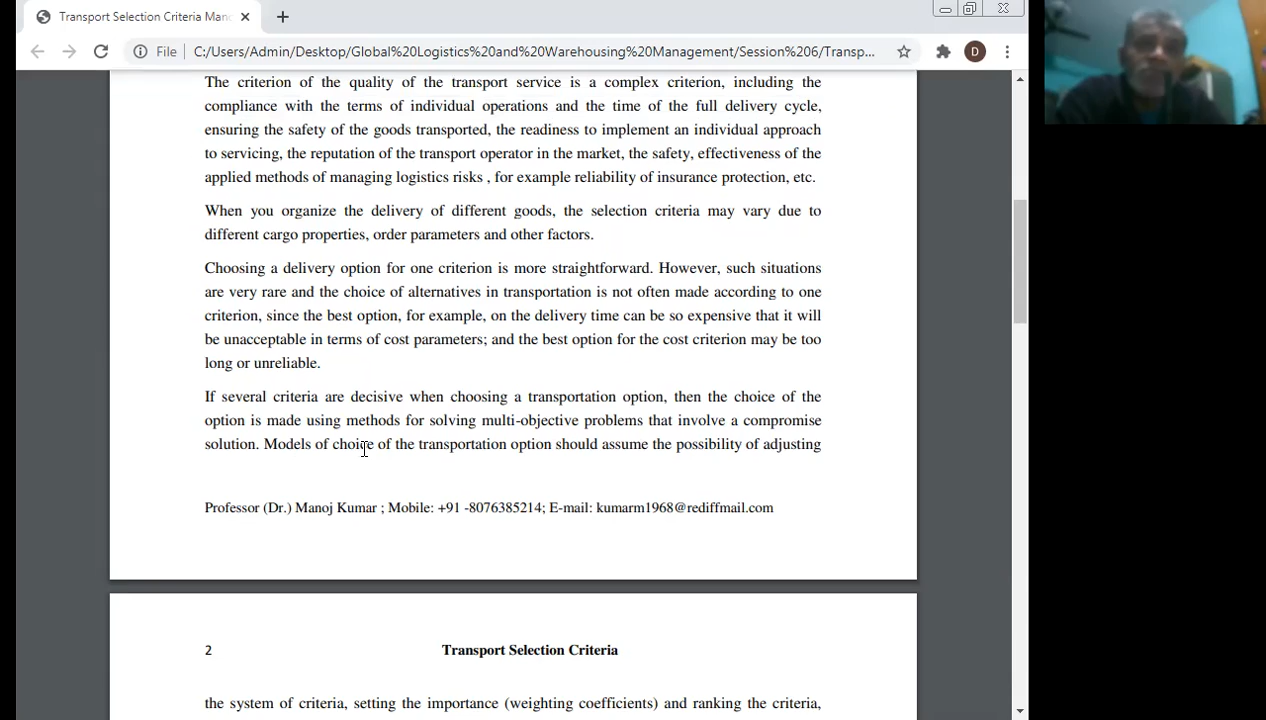 Transport Selection Criteria Mano
File
C:/Users/Admin/Desktop/Global%20Logistics%20and%20Warehousing%20Management/Session%206/Transp...
D
The criterion of the quality of the transport service is a complex criterion, including the
compliance with the terms of individual operations and the time of the full delivery cycle,
ensuring the safety of the goods transported, the readiness to implement an individual approach
to servicing, the reputation of the transport operator in the market, the safety, effectiveness of the
applied methods of managing logistics risks , for example reliability of insurance protection, etc.
When you organize the delivery of different goods, the selection criteria may vary due to
different cargo properties, order parameters and other factors.
Choosing a delivery option for one criterion is more straightforward. However, such situations
are very rare and the choice of alternatives in transportation is not often made according to one
criterion, since the best option, for example, on the delivery time can be so expensive that it will
be unacceptable in terms of cost parameters; and the best option for the cost criterion may be too
long or unreliable.
If several criteria are decisive when choosing a transportation option, then the choice of the
option is made using methods for solving multi-objective problems that involve a compromise
solution. Models of choice of the transportation option should assume the possibility of adjusting
Professor (Dr.) Manoj Kumar ; Mobile: +91 -8076385214; E-mail: kumarm1968@rediffmail.com
2 Transport Selection Criteria
the system of criteria, setting the importance (weighting coefficients) and ranking the criteria,